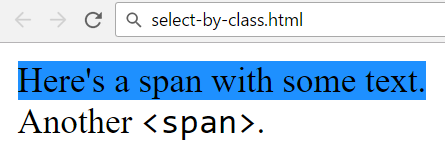 select-by-class.html
Here's a span with some text.
Another <span>.